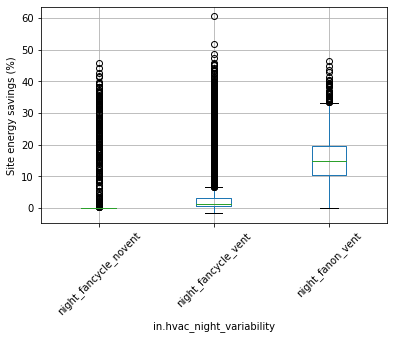 Site energy savings (%)
60
50
40
30
20
10
0
night_fancycle_novent
night_fancycle_vent
night_fanon_vent
in.hvac_night_variability